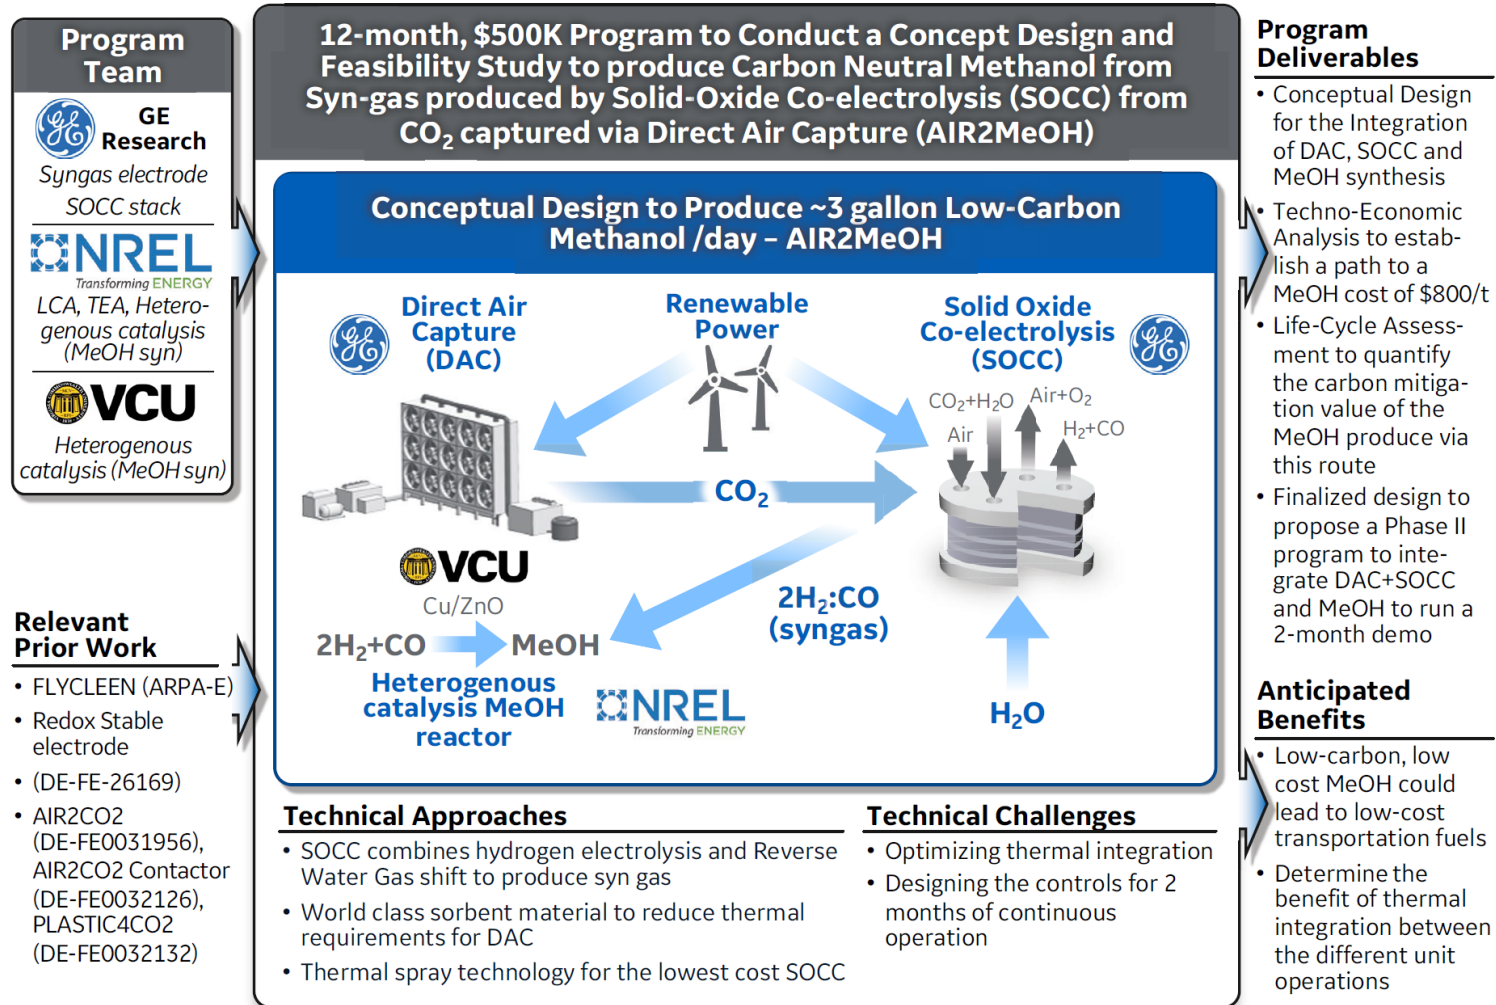 Program
Team
GE
Research
Syngas electrode
SOCC stack
NREL
Transforming ENERGY
LCA, TEA, Hetero-
genous catalysis
(MeOH syn)
VCU
Heterogenous
catalysis (MeOH syn)
Relevant
Prior Work
• FLYCLEEN (ARPA-E)
• Redox Stable
electrode
• (DE-FE-26169)
• AIR2CO2
(DE-FE0031956),
AIR2CO2 Contactor
(DE-FE0032126),
PLASTIC4CO2
(DE-FE0032132)
12-month, $500K Program to Conduct a Concept Design and
Feasibility Study to produce Carbon Neutral Methanol from
Syn-gas produced by Solid-Oxide Co-electrolysis (SOCC) from
CO₂ captured via Direct Air Capture (AIR2MeOH)
Conceptual Design to Produce ~3 gallon Low-Carbon
Methanol /day – AIR2MeOH
Direct Air
Capture
(DAC)
Renewable
Power
Solid Oxide
Co-electrolysis
(SOCC)
CO₂+H₂O
Air+O₂
Air
H₂+CO
CO₂
VCU
Cu/ZnO
2H₂+CO
MeOH
2H₂:CO
(syngas)
Heterogenous
catalysis MeOH
reactor
NREL
Transforming ENERGY
H₂O
Technical Approaches
• SOCC combines hydrogen electrolysis and Reverse
Water Gas shift to produce syn gas
• World class sorbent material to reduce thermal
requirements for DAC
• Thermal spray technology for the lowest cost SOCC
Technical Challenges
• Optimizing thermal integration
• Designing the controls for 2
months of continuous
operation
Program
Deliverables
• Conceptual Design
for the Integration
of DAC, SOCC and
MeOH synthesis
• Techno-Economic
Analysis to estab-
lish a path to a
MeOH cost of $800/t
• Life-Cycle Assess-
ment to quantify
the carbon mitiga-
tion value of the
MeOH produce via
this route
• Finalized design to
propose a Phase II
program to inte-
grate DAC+SOCC
and MeOH to run a
2-month demo
Anticipated
Benefits
• Low-carbon, low
cost MeOH could
lead to low-cost
transportation fuels
• Determine the
benefit of thermal
integration between
the different unit
operations